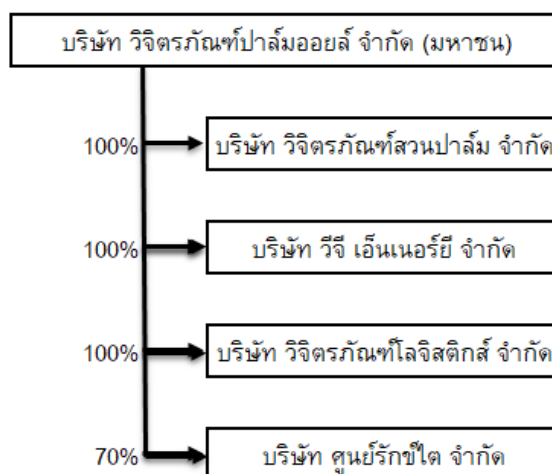 บริษัท วิจิตรภัณฑ์ปาล์มออยล์ จำกัด (มหาชน)
100% บริษัท วิจิตรภัณฑ์สวนปาล์ม จำกัด
100% บริษัท วีจี เอ็นเนอร์ยี จำกัด
100% บริษัท วิจิตรภัณฑ์โลจิสติกส์ จำกัด
70% บริษัท ศูนย์รักษ์ไต จำกัด